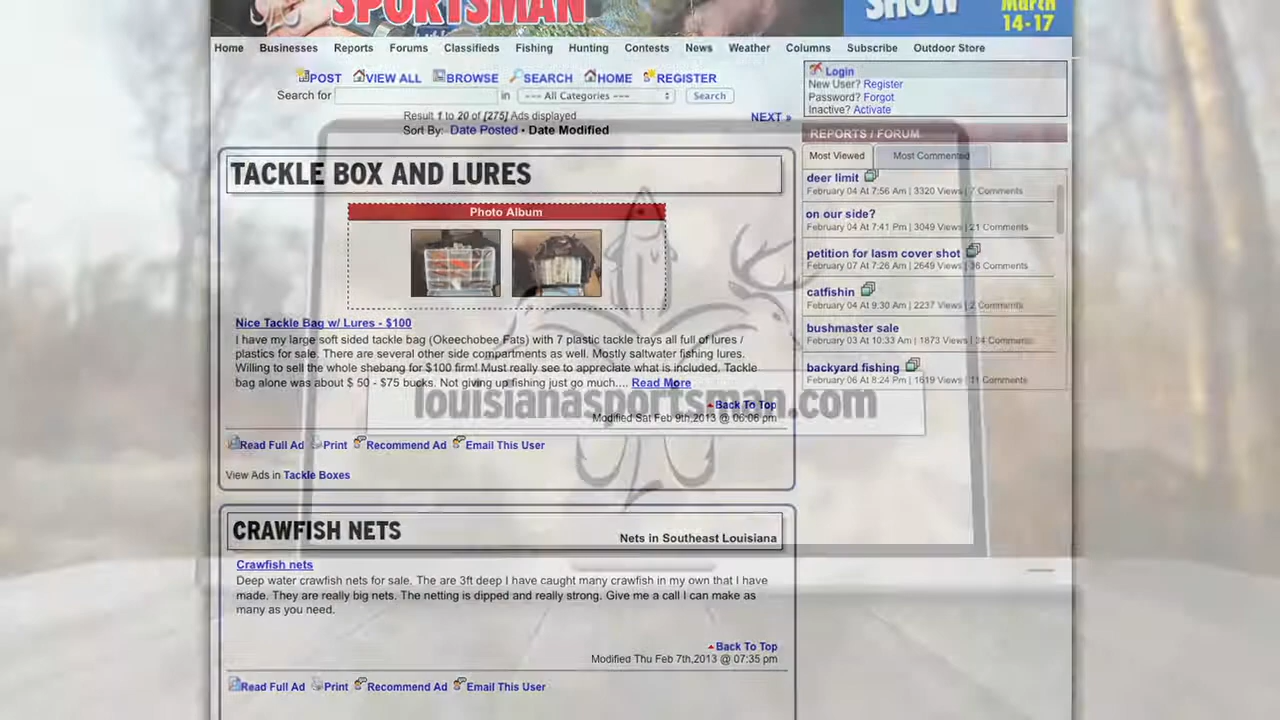 SPORTSMAN
SHOW
March
14-17
Home Businesses Reports Forums Classifieds Fishing Hunting Contests News Weather Columns Subscribe Outdoor Store
POST VIEW ALL BROWSE SEARCH HOME REGISTER
Search for in --- All Categories --- Search
Result 1 to 20 of [275] Ads displayed
NEXT »
Sort By: Date Posted • Date Modified
Login
New User? Register
Password? Forgot
Inactive? Activate
REPORTS / FORUM
Most Viewed Most Commented
deer limit
February 04 At 7:56 Am | 3320 Views | 7 Comments
on our side?
February 04 At 7:41 Pm | 3049 Views | 21 Comments
petition for lasm cover shot
February 07 At 7:26 Am | 2649 Views | 36 Comments
catfishin
February 04 At 9:30 Am | 2237 Views | 2 Comments
bushmaster sale
February 03 At 10:33 Am | 1873 Views | 34 Comments
backyard fishing
February 06 At 8:24 Pm | 1619 Views | 11 Comments
TACKLE BOX AND LURES
Photo Album
Nice Tackle Bag w/ Lures - $100
I have my large soft sided tackle bag (Okeechobee Fats) with 7 plastic tackle trays all full of lures /
plastics for sale. There are several other side compartments as well. Mostly saltwater fishing lures.
Willing to sell the whole shebang for $100 firm! Must really see to appreciate what is included. Tackle
bag alone was about $ 50 - $75 bucks. Not giving up fishing just go much.... Read More
Back To Top
louisianasportsman.com
Modified Sat Feb 9th,2013 @ 06:06 pm
Read Full Ad Print Recommend Ad Email This User
View Ads in Tackle Boxes
CRAWFISH NETS
Nets in Southeast Louisiana
Crawfish nets
Deep water crawfish nets for sale. The are 3ft deep I have caught many crawfish in my own that I have
made. They are really big nets. The netting is dipped and really strong. Give me a call I can make as
many as you need.
Back To Top
Modified Thu Feb 7th,2013 @ 07:35 pm
Read Full Ad Print Recommend Ad Email This User